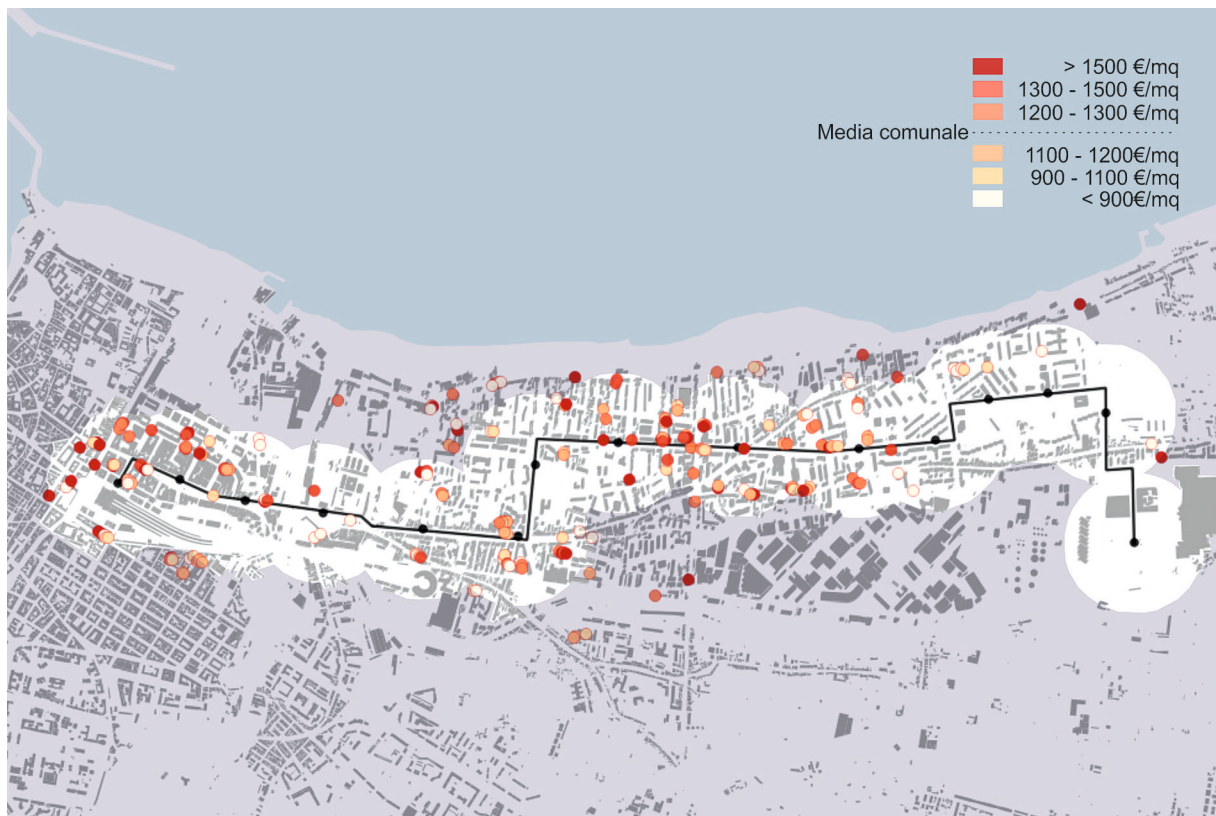 > 1500 €/mq
1300 - 1500 €/mq
1200 - 1300 €/mq
Media comunale
1100 - 1200€/mq
900 - 1100 €/mq
< 900€/mq